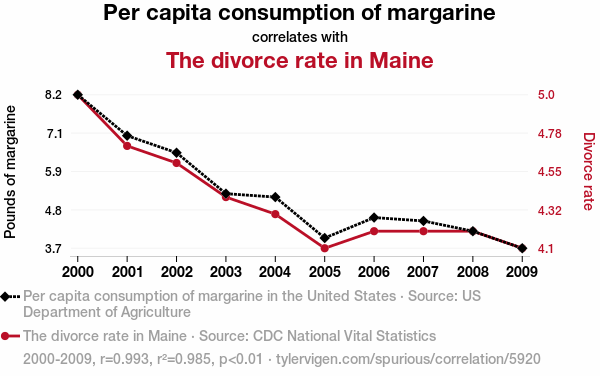 Per capita consumption of margarine
correlates with
The divorce rate in Maine
8.2
7.1
5.9
4.8
3.7
Pounds of margarine
5.0
4.78
4.55
4.32
4.1
Divorce rate
2000 2001 2002 2003 2004 2005 2006 2007 2008 2009
Per capita consumption of margarine in the United States · Source: US
Department of Agriculture
The divorce rate in Maine · Source: CDC National Vital Statistics
2000-2009, r=0.993, r²=0.985, p<0.01 · tylervigen.com/spurious/correlation/5920